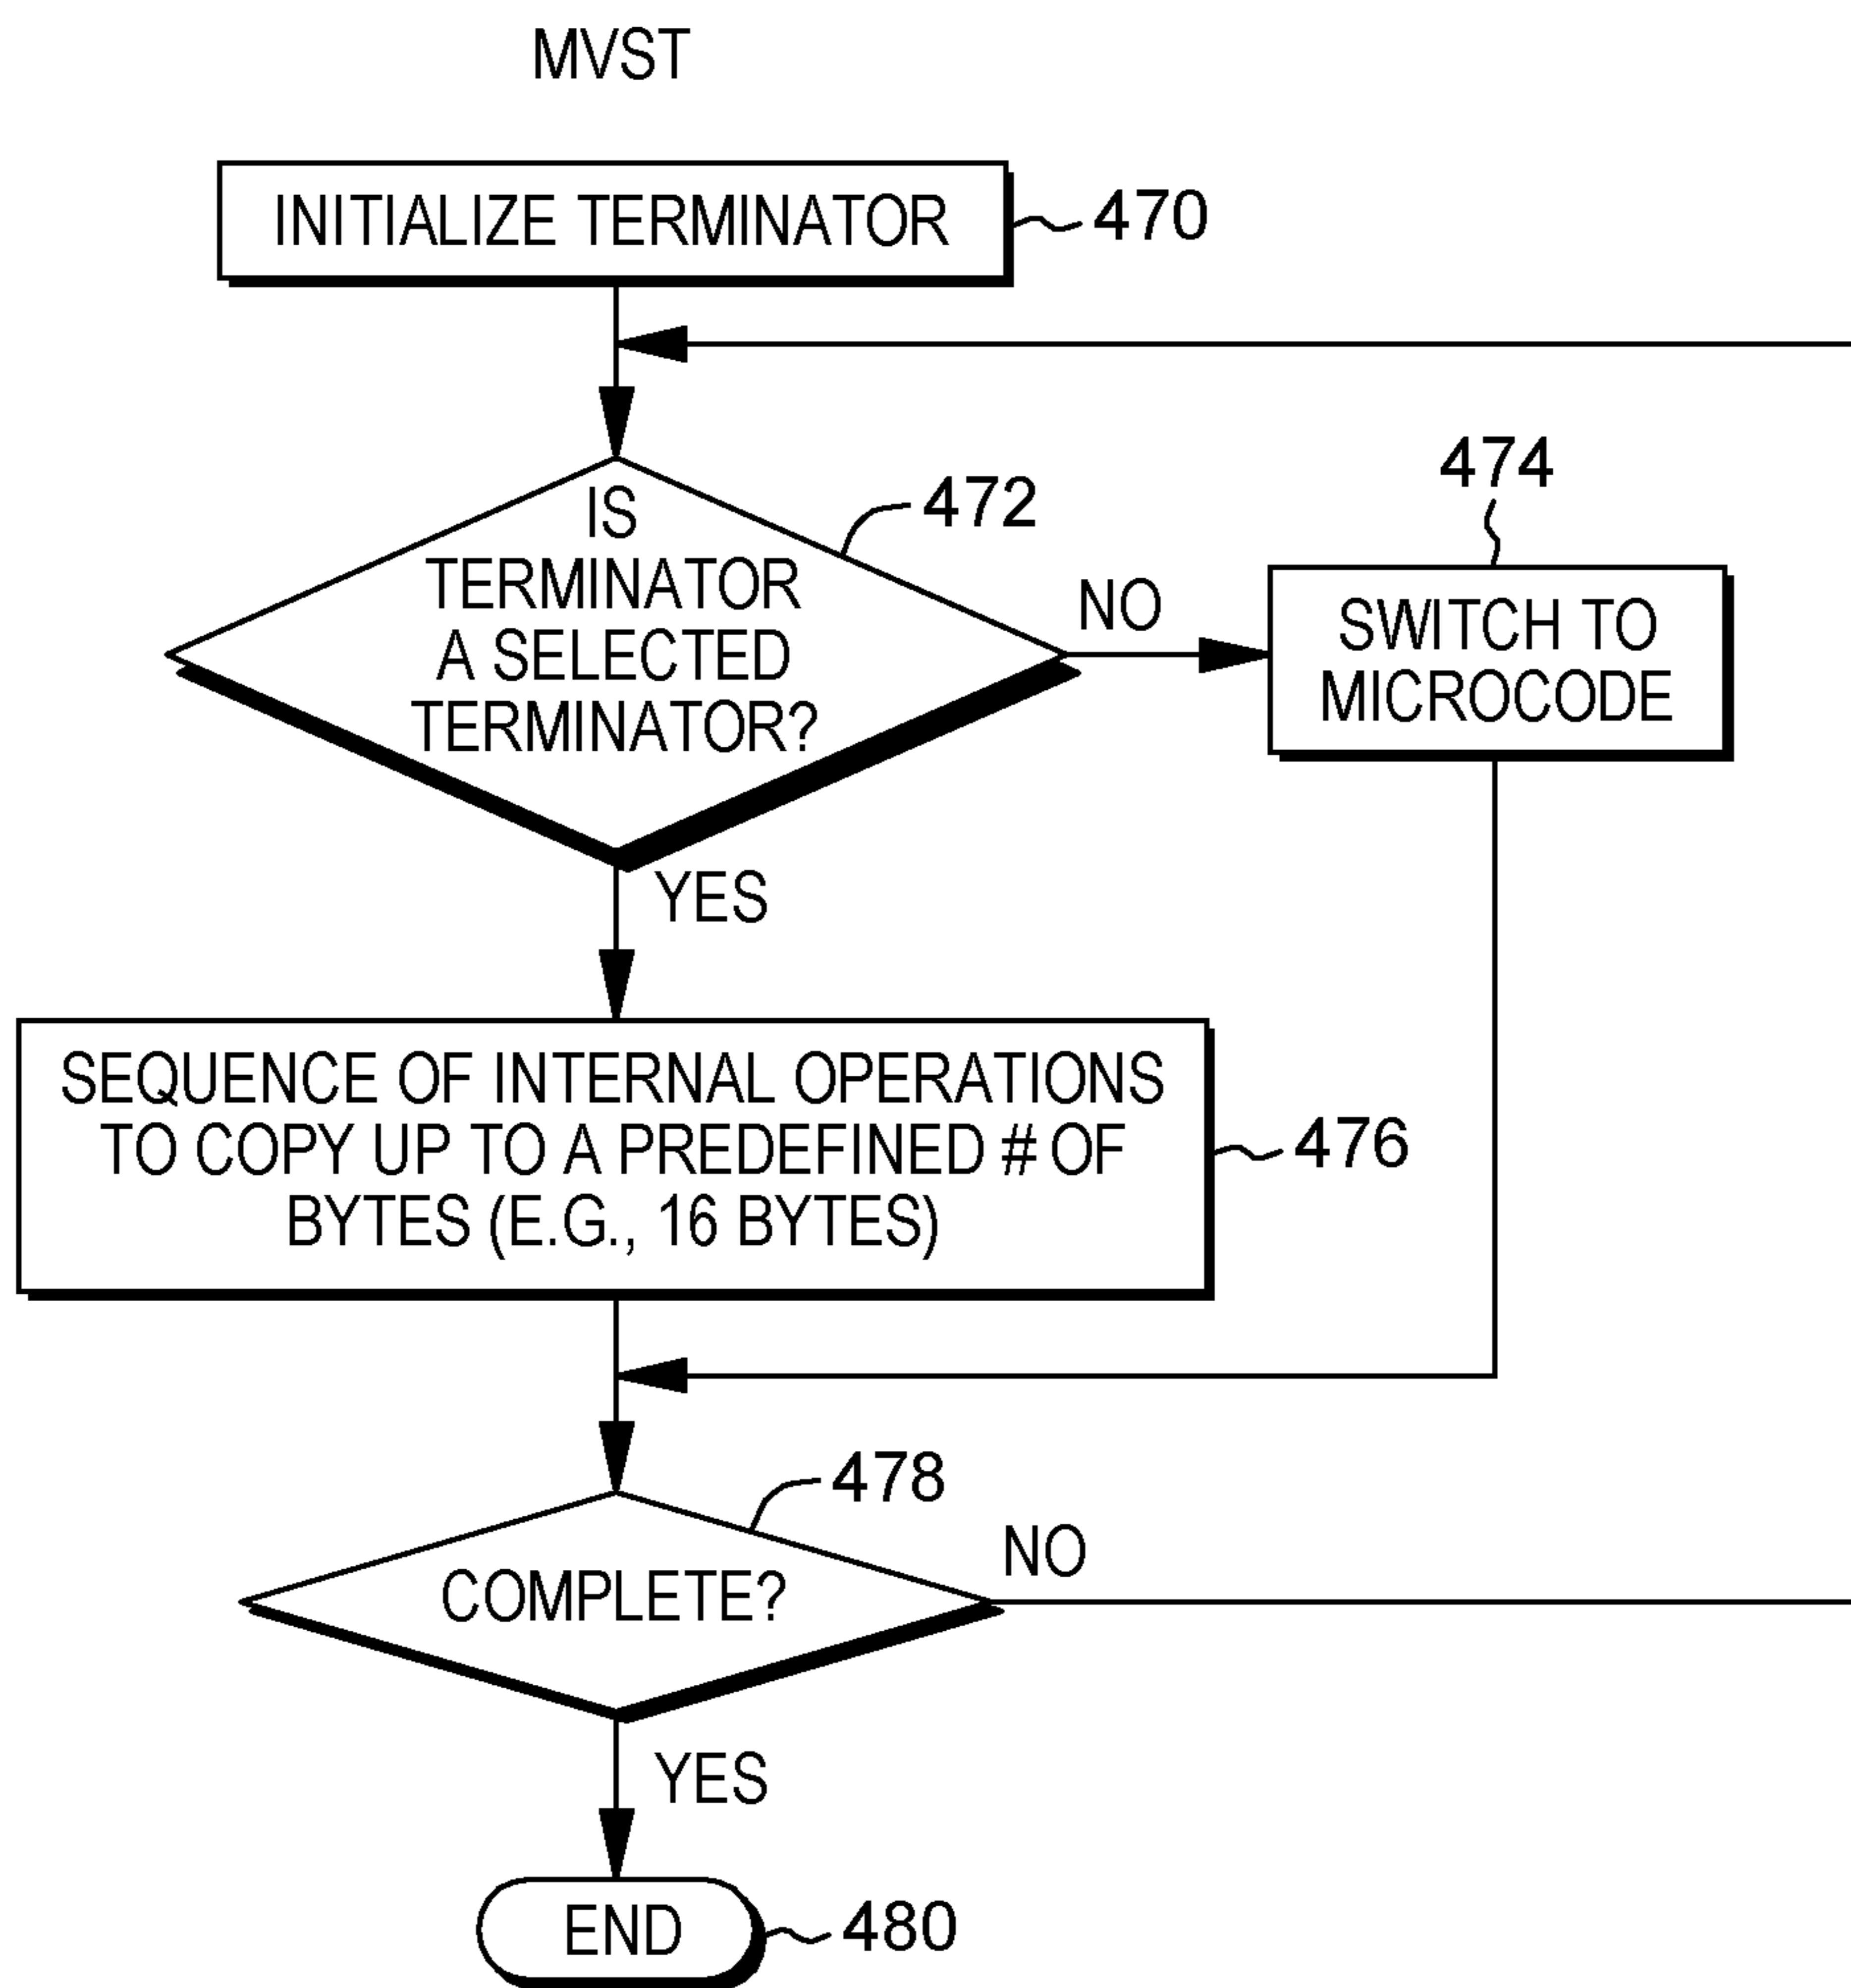 MVST
INITIALIZE TERMINATOR
470
IS
TERMINATOR
A SELECTED
TERMINATOR?
472
NO
474
SWITCH TO
MICROCODE
YES
SEQUENCE OF INTERNAL OPERATIONS
TO COPY UP TO A PREDEFINED # OF
BYTES (E.G., 16 BYTES)
476
478
COMPLETE?
NO
YES
END
480